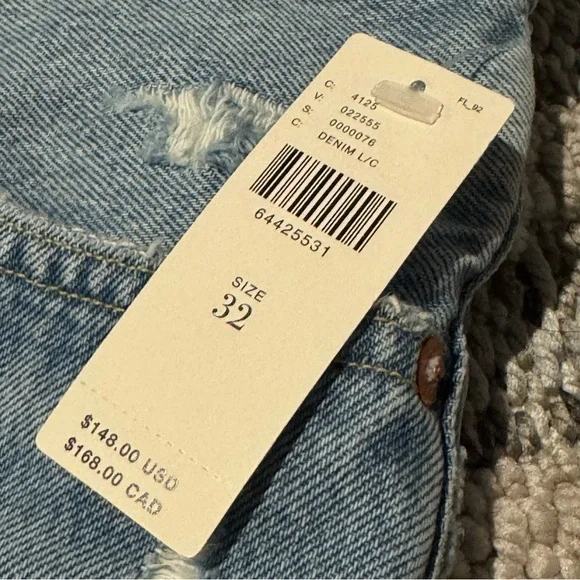 FL_92
C: 4125
V: 022555
S: 0000076
C: DENIM L/C
64425531
SIZE
32
$148.00 USD
$168.00 CAD